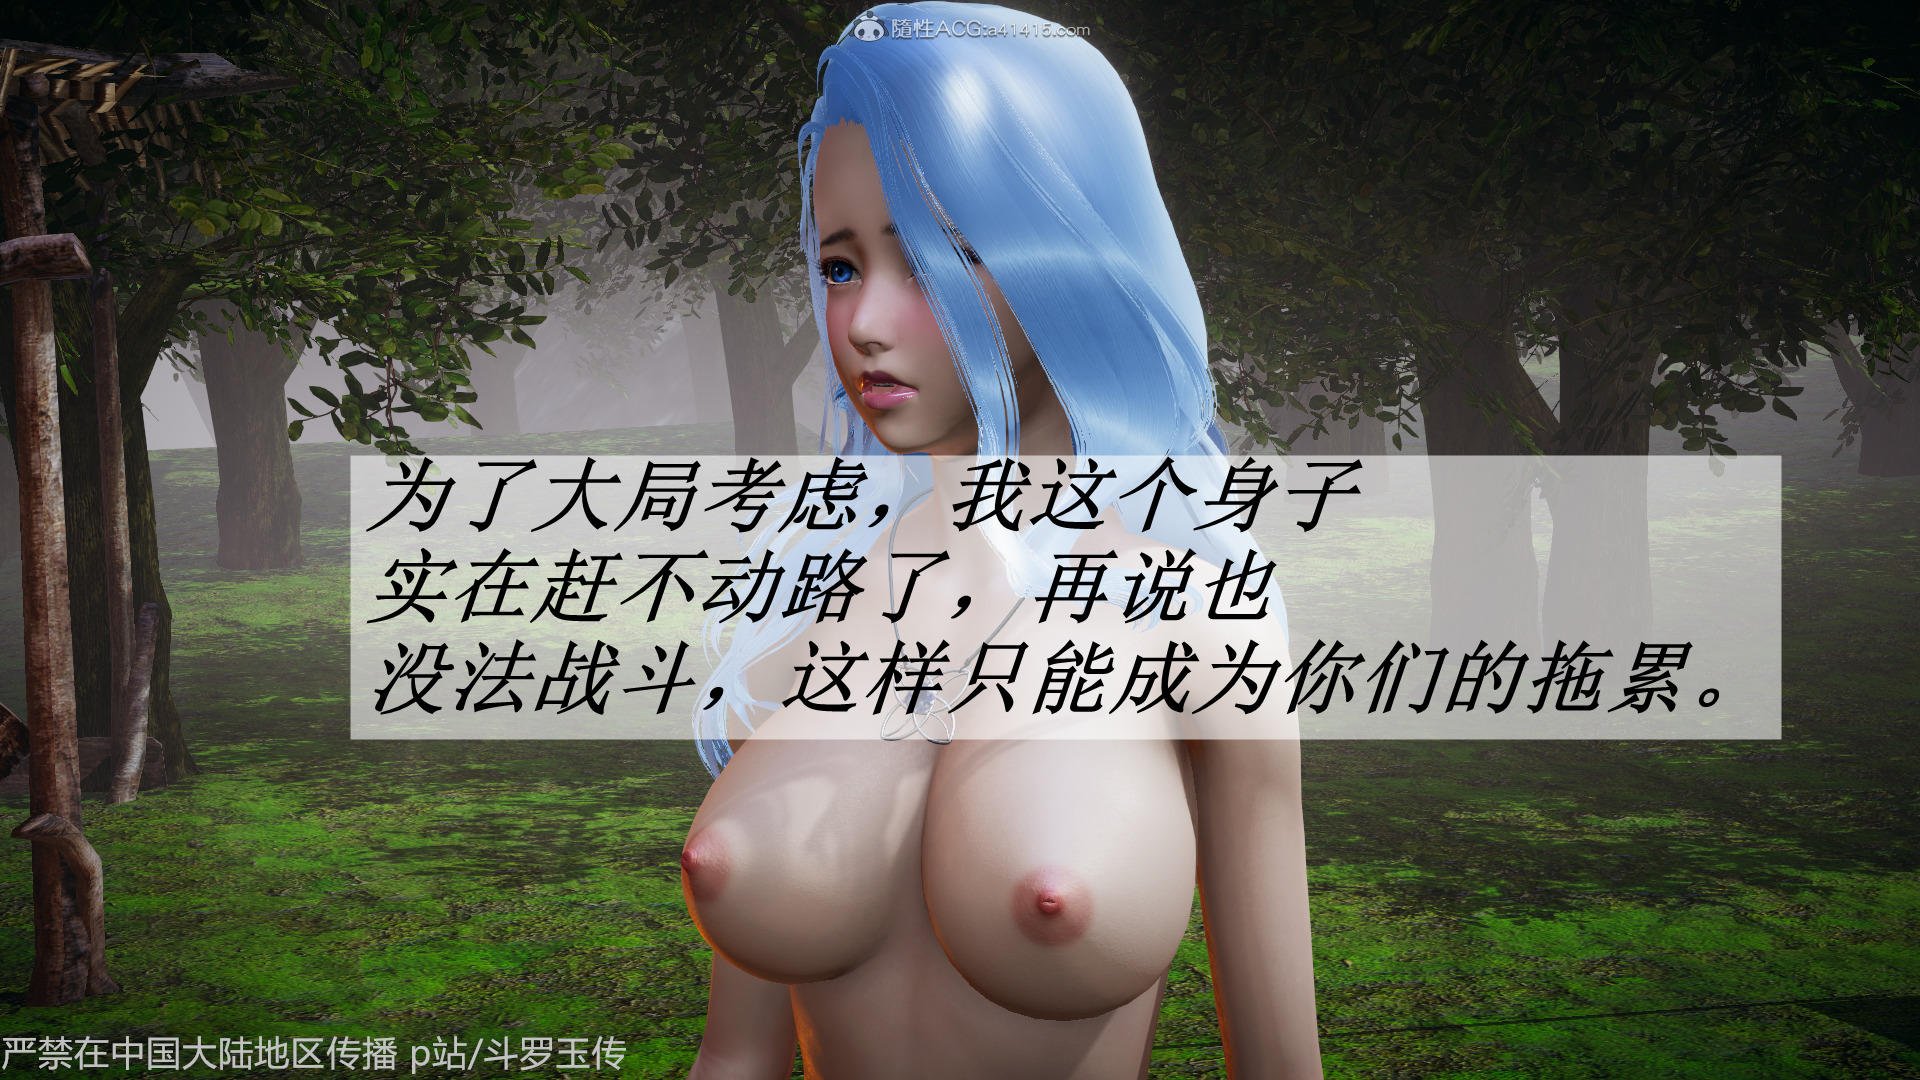 隨性ACG:a41415.com
为了大局考虑，我这个身子
实在赶不动路了，再说也
没法战斗，这样只能成为你们的拖累。
严禁在中国大陆地区传播 p站/斗罗玉传